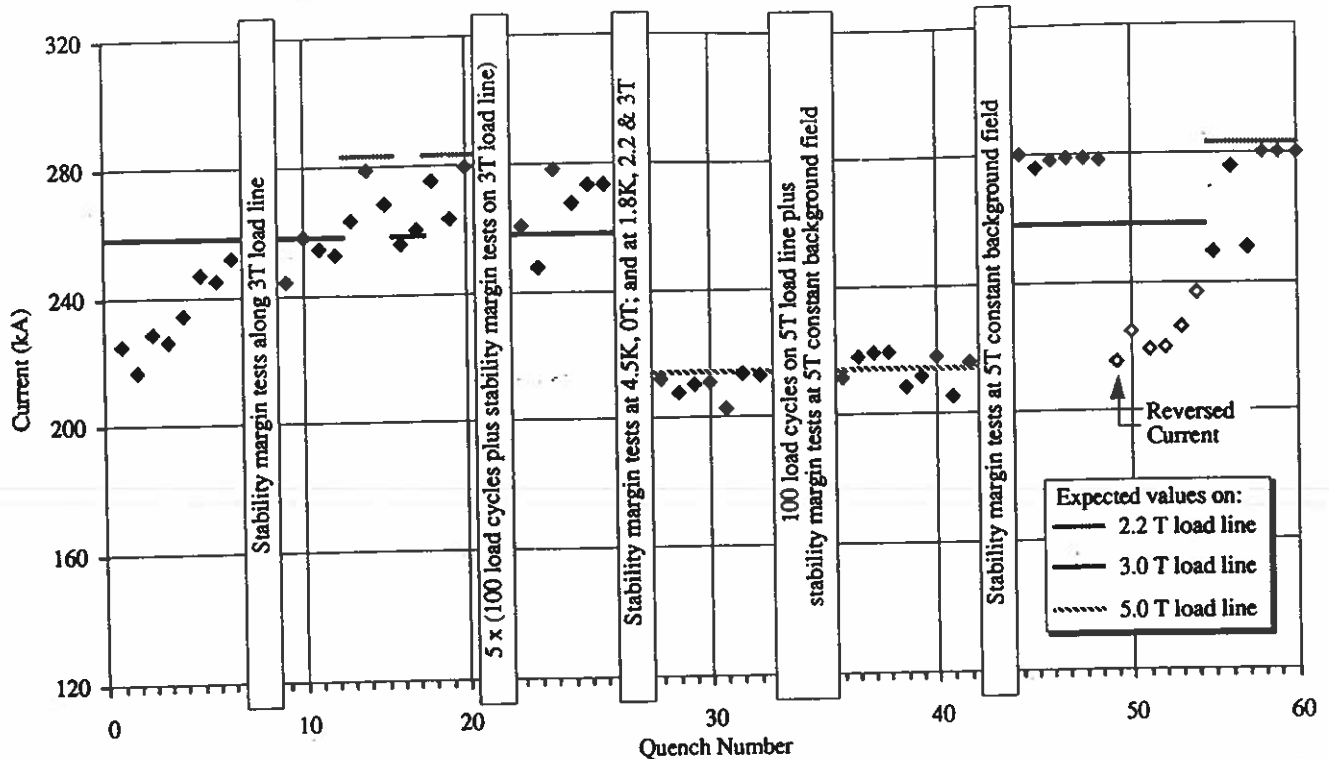 320
280
240
200
160
120
Current (kA)
Stability margin tests along 3T load line
5 x (100 load cycles plus stability margin tests on 3T load line)
Stability margin tests at 4.5K, 0T; and at 1.8K, 2.2 & 3T
100 load cycles on 5T load line plus
stability margin tests at 5T constant background field
Stability margin tests at 5T constant background field
Reversed
Current
Expected values on:
2.2 T load line
3.0 T load line
5.0 T load line
0
10
20
30
40
50
60
Quench Number